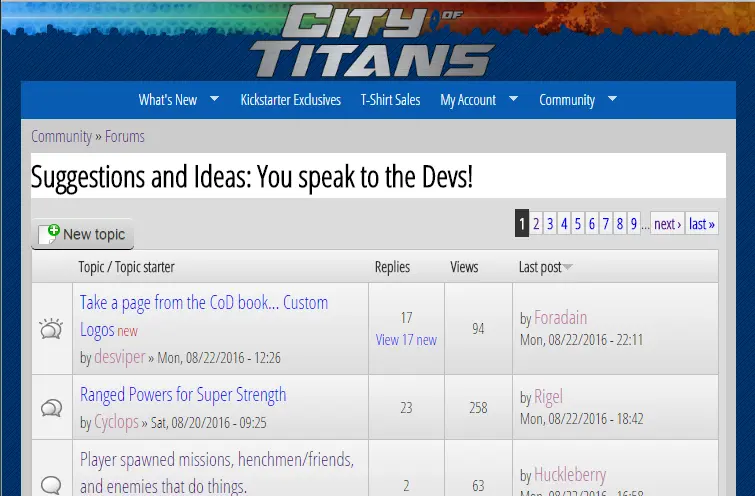 CITY OF
TITANS
What's New Kickstarter Exclusives T-Shirt Sales My Account Community
Community » Forums
Suggestions and Ideas: You speak to the Devs!
New topic
1 2 3 4 5 6 7 8 9 ... next › last »
Topic / Topic starter Replies Views Last post
Take a page from the CoD book... Custom
Logos new
by desviper » Mon, 08/22/2016 - 12:26
17
View 17 new
94
by Foradain
Mon, 08/22/2016 - 22:11
Ranged Powers for Super Strength
by Cyclops » Sat, 08/20/2016 - 09:25
23
258
by Rigel
Mon, 08/22/2016 - 18:42
Player spawned missions, henchmen/friends,
and enemies that do things.
2
63
by Huckleberry
Mon, 08/22/2016 - 16:58